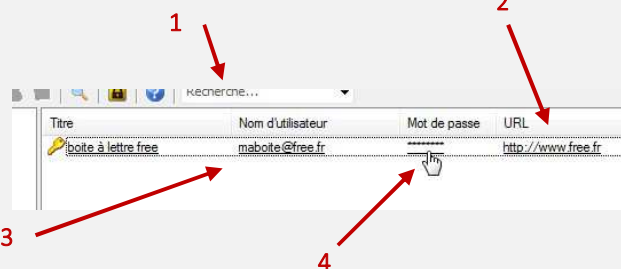 1
2
Recherche...
Titre Nom d'utilisateur Mot de passe URL
boite à lettre free maboite@free.fr ******** http://www.free.fr
3
4